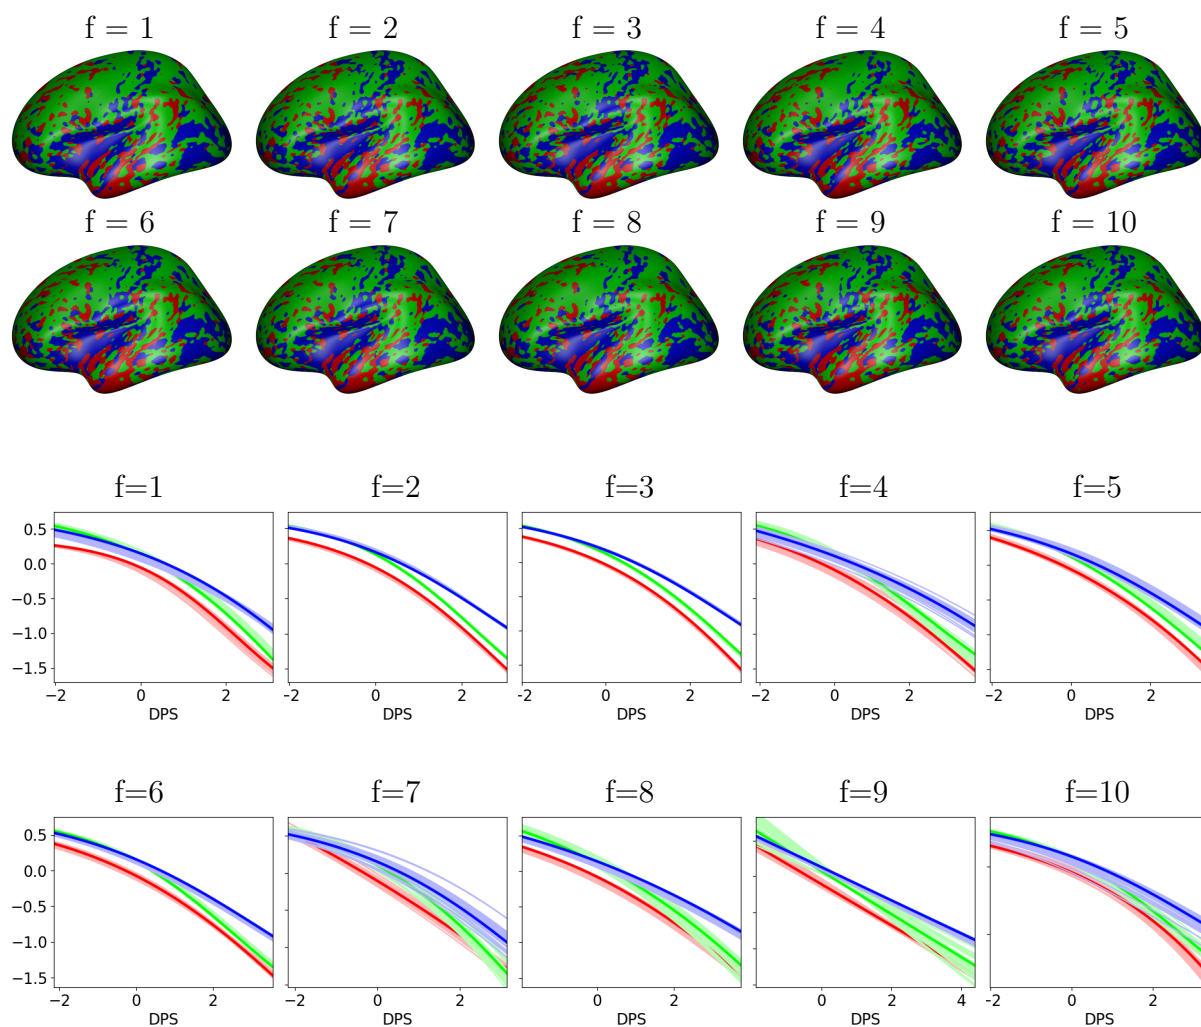 f = 1 f = 2 f = 3 f = 4 f = 5
f = 6 f = 7 f = 8 f = 9 f = 10
f=1 f=2 f=3 f=4 f=5
0.5
0.0
−0.5
−1.0
−1.5
−2 0 2 −2 0 2 −2 0 2 −2 0 2 −2 0 2
DPS DPS DPS DPS DPS
f=6 f=7 f=8 f=9 f=10
0.5
0.0
−0.5
−1.0
−1.5
−2 0 2 −2 0 2 0 2 0 2 4 −2 0 2
DPS DPS DPS DPS DPS